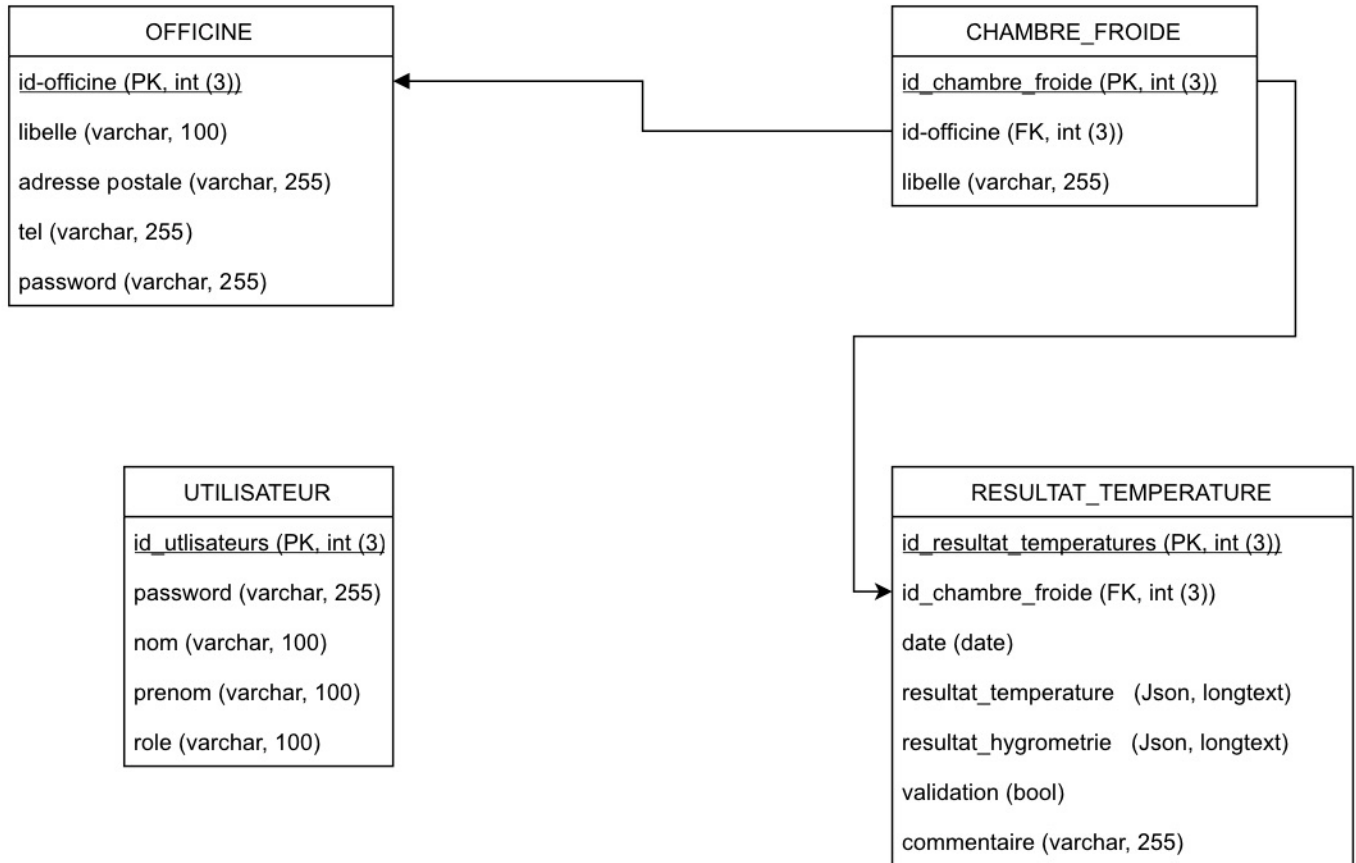 OFFICINE
id-officine (PK, int (3))
libelle (varchar, 100)
adresse postale (varchar, 255)
tel (varchar, 255)
password (varchar, 255)
CHAMBRE_FROIDE
id_chambre_froide (PK, int (3))
id-officine (FK, int (3))
libelle (varchar, 255)
UTILISATEUR
id_utlisateurs (PK, int (3)
password (varchar, 255)
nom (varchar, 100)
prenom (varchar, 100)
role (varchar, 100)
RESULTAT_TEMPERATURE
id_resultat_temperatures (PK, int (3))
id_chambre_froide (FK, int (3))
date (date)
resultat_temperature (Json, longtext)
resultat_hygrometrie (Json, longtext)
validation (bool)
commentaire (varchar, 255)